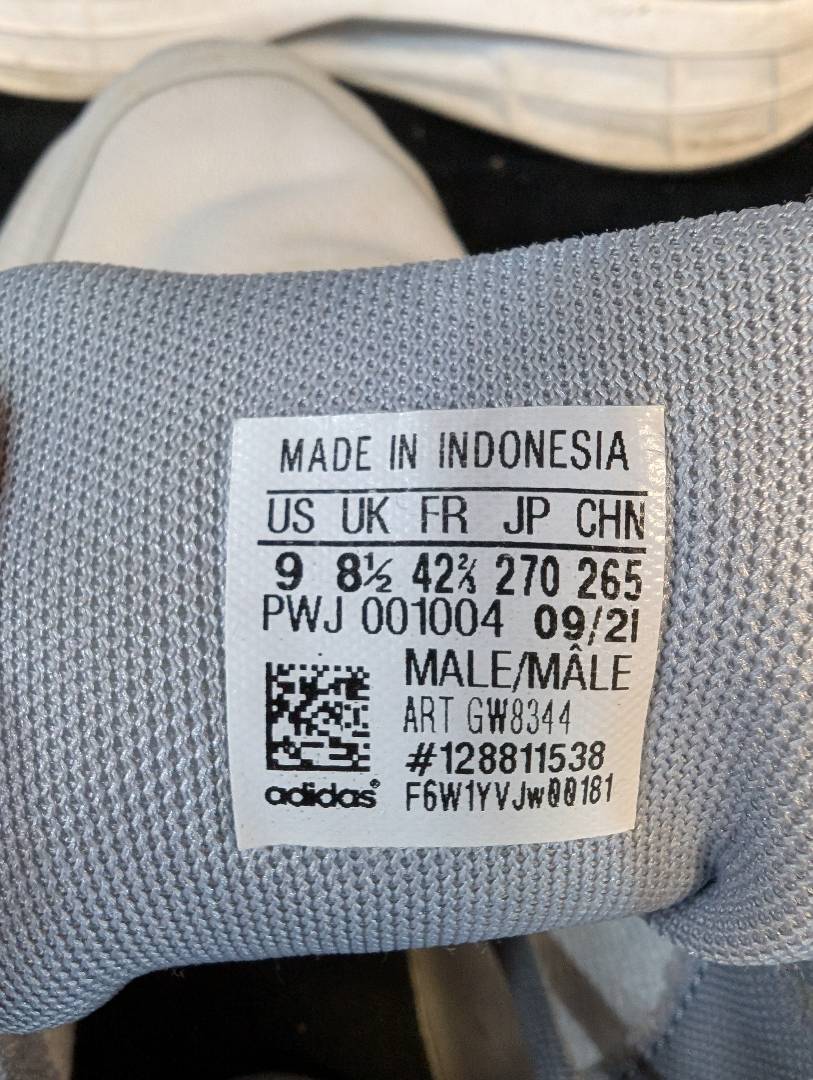 MADE IN INDONESIA
US UK FR JP CHN
9 8½ 42⅔ 270 265
PWJ 001004 09/21
MALE/MÂLE
ART GW8344
#128811538
adidas® F6W1YVJw00181